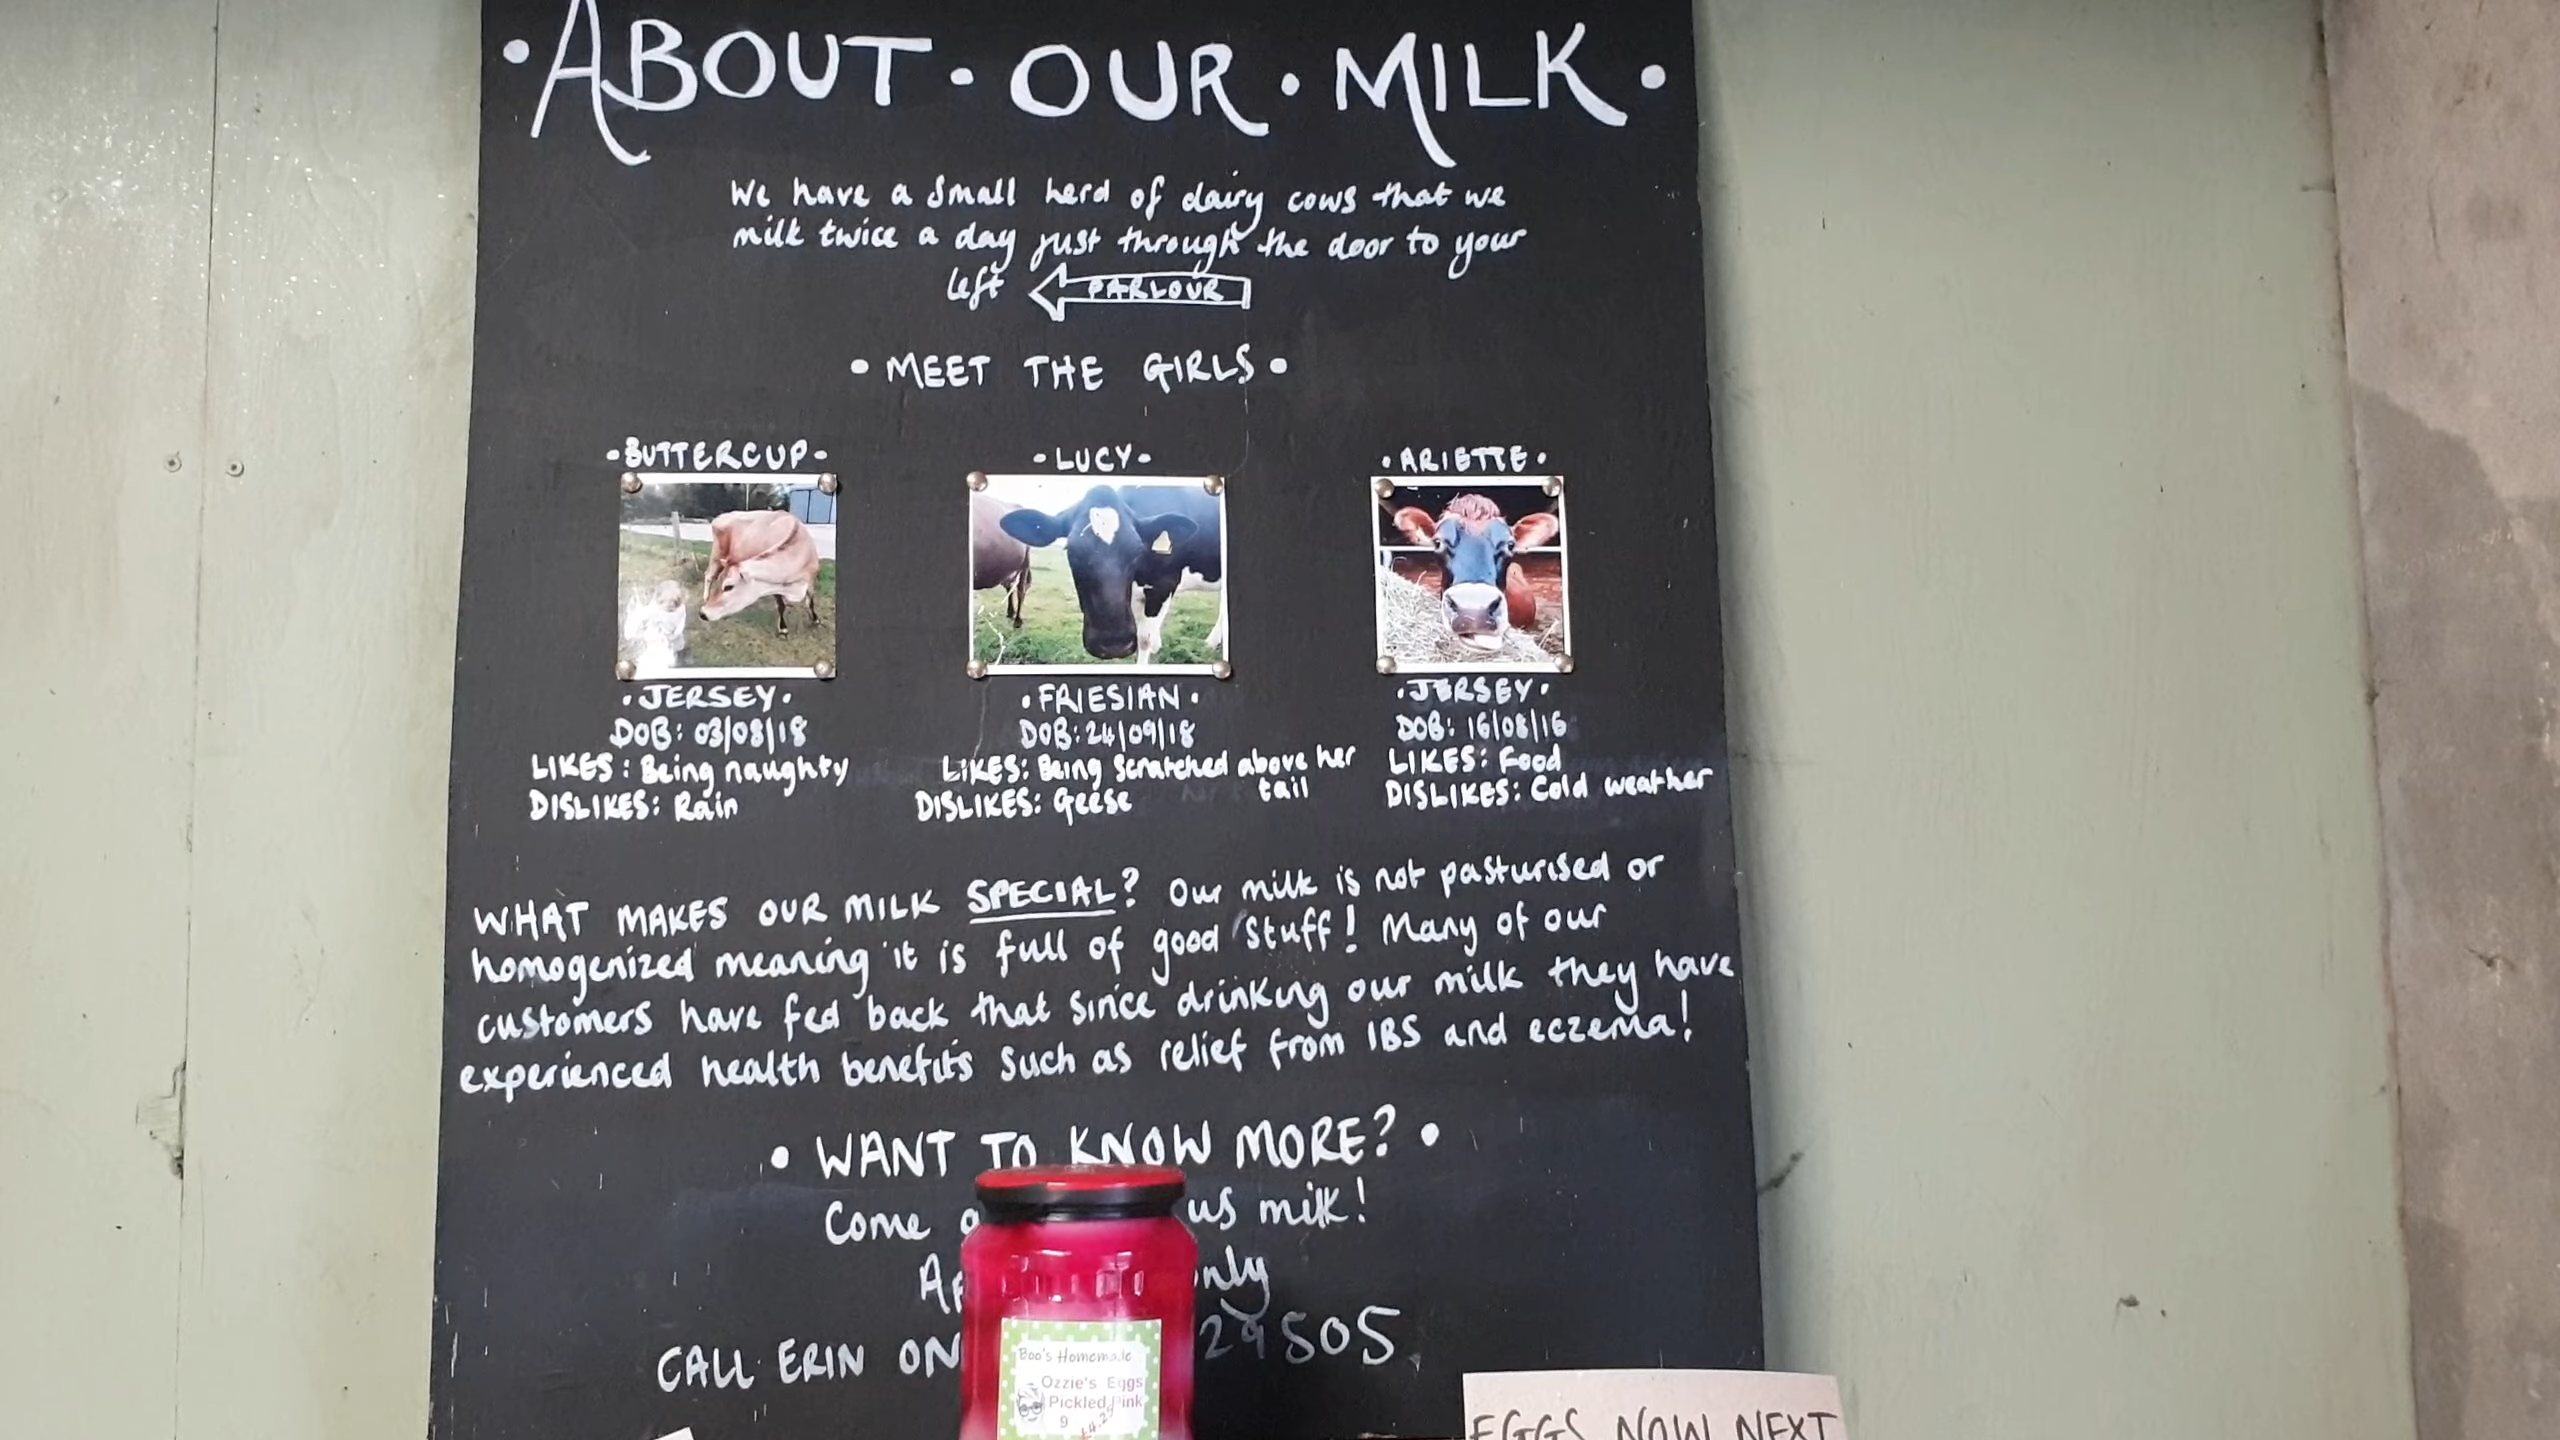 • ABOUT • OUR • MILK •
We have a small herd of dairy cows that we
milk twice a day just through the door to your
left PARLOUR
• MEET THE GIRLS •
• BUTTERCUP •
• JERSEY •
DOB: 03/08/18
LIKES: Being naughty
DISLIKES: Rain
• LUCY •
• FRIESIAN •
DOB: 24/09/18
LIKES: Being scratched above her
tail
DISLIKES: Geese
• ARIETTE •
• JERSEY •
DOB: 16/08/16
LIKES: Food
DISLIKES: Cold weather
WHAT MAKES OUR MILK SPECIAL? Our milk is not pasturised or
homogenized meaning it is full of good stuff! Many of our
customers have fed back that since drinking our milk they have
experienced health benefits such as relief from IBS and eczema!
• WANT TO KNOW MORE? •
Come us milk!
CALL ERIN ON 29505
Boo's Homemade
Ozzie's Eggs
Pickled Pink
9
EGGS NOW NEXT